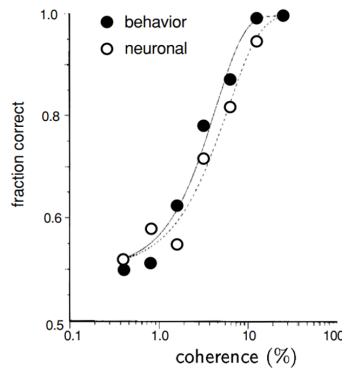 1.0
behavior
neuronal
0.8
fraction correct
0.6
0.5
0.1 1.0 10 100
coherence (%)